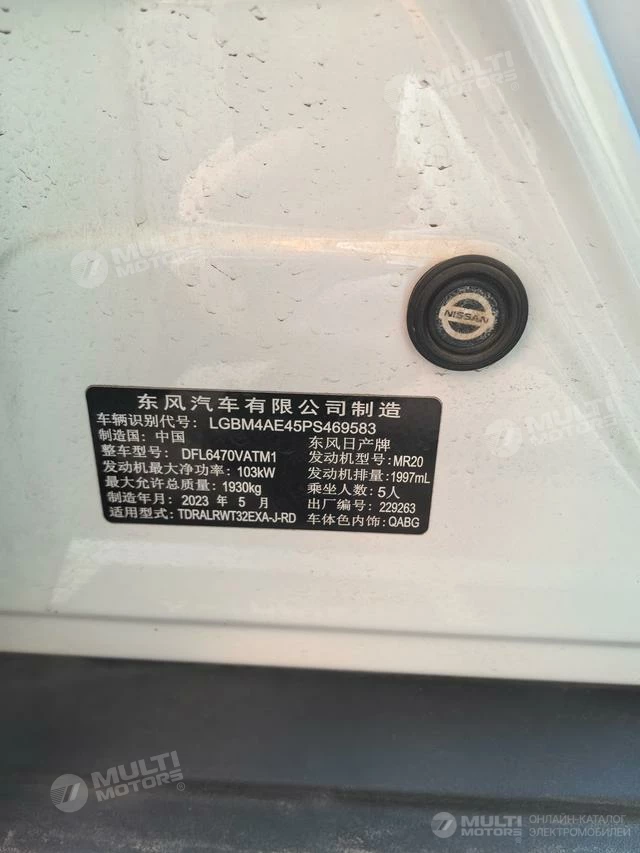 MULTI MOTORS
MULTI MOTORS
NISSAN
东风汽车有限公司制造
车辆识别代号: LGBM4AE45PS469583
制造国: 中国 东风日产牌
整车型号: DFL6470VATM1 发动机型号: MR20
发动机最大净功率: 103kW 发动机排量: 1997mL
最大允许总质量: 1930kg 乘坐人数: 5人
制造年月: 2023 年 5 月 出厂编号: 229263
适用型式: TDRALRWT32EXA-J-RD 车体色内饰: QABG
MULTI MOTORS
MULTI MOTORS ОНЛАЙН-КАТАЛОГ ЭЛЕКТРОМОБИЛЕЙ